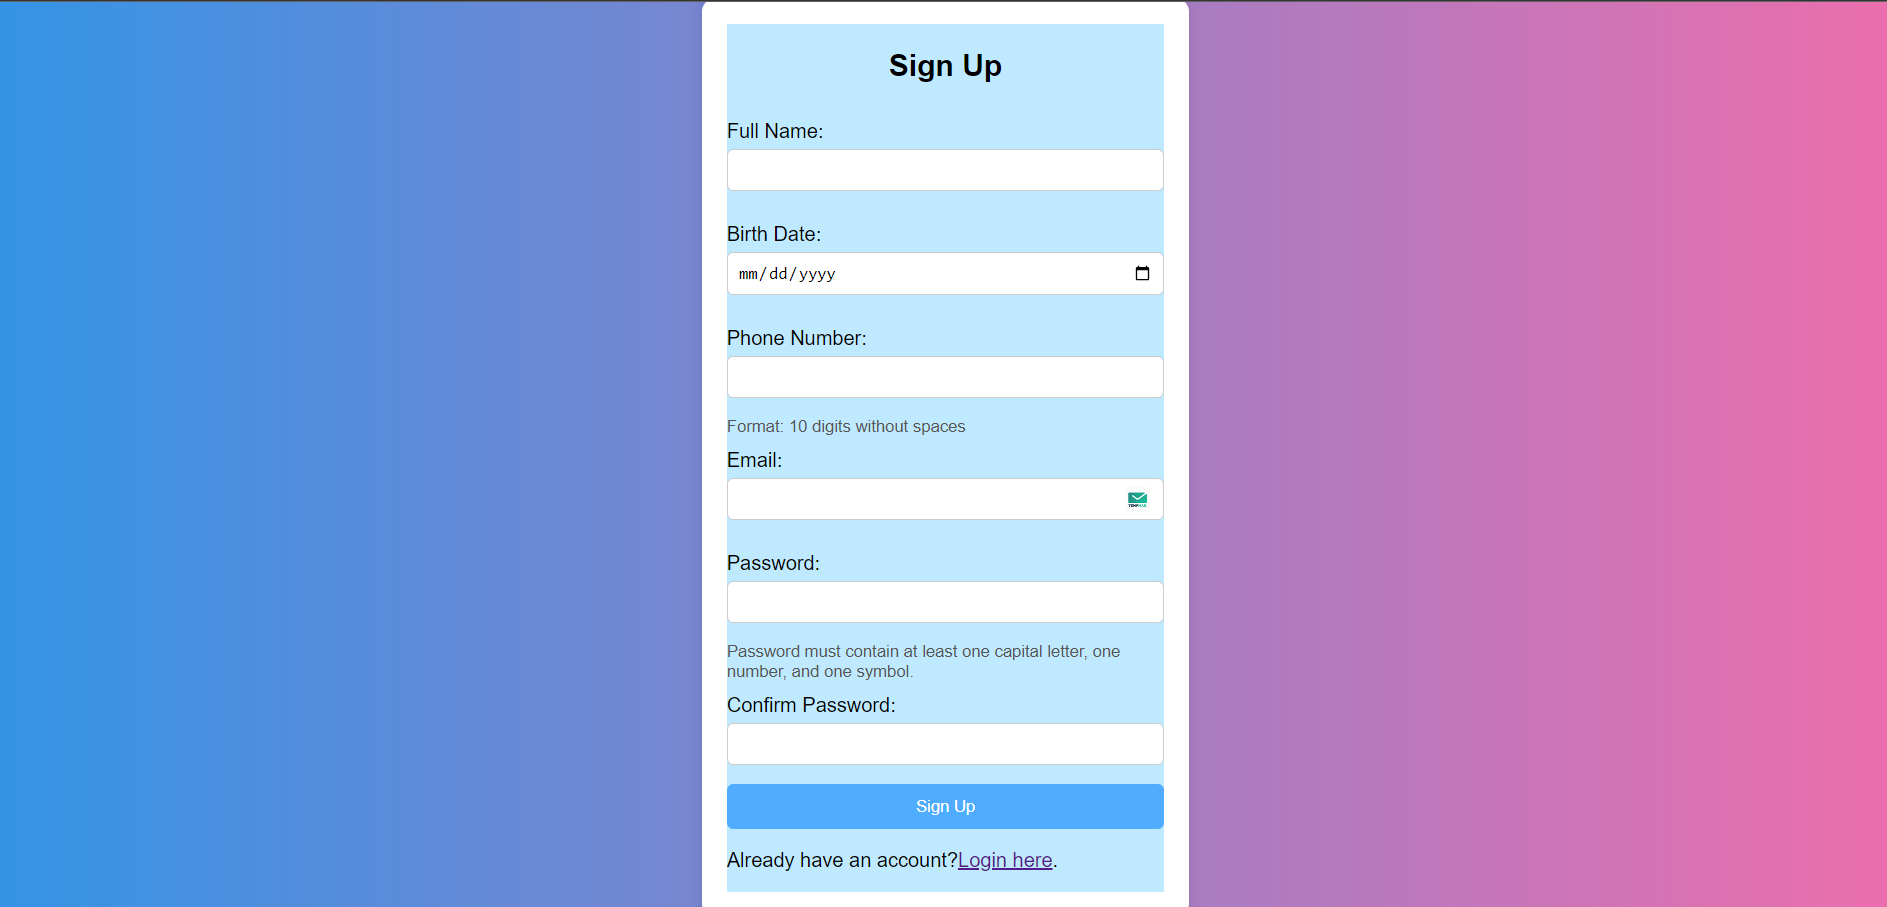 Sign Up
Full Name:
Birth Date:
mm/dd/yyyy
Phone Number:
Format: 10 digits without spaces
Email:
Password:
Password must contain at least one capital letter, one
number, and one symbol.
Confirm Password:
Sign Up
Already have an account?Login here.